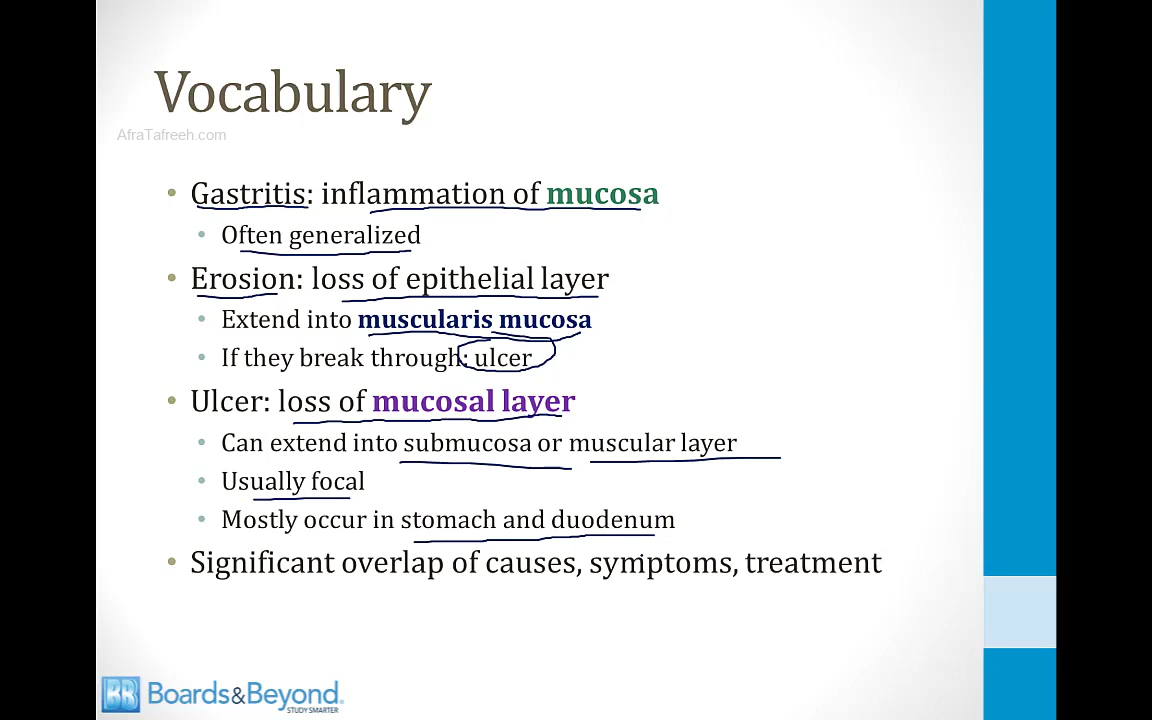 Vocabulary
AfraTafreeh.com
• Gastritis: inflammation of mucosa
• Often generalized
• Erosion: loss of epithelial layer
• Extend into muscularis mucosa
• If they break through: ulcer
• Ulcer: loss of mucosal layer
• Can extend into submucosa or muscular layer
• Usually focal
• Mostly occur in stomach and duodenum
• Significant overlap of causes, symptoms, treatment
BB Boards&Beyond.
STUDY SMARTER